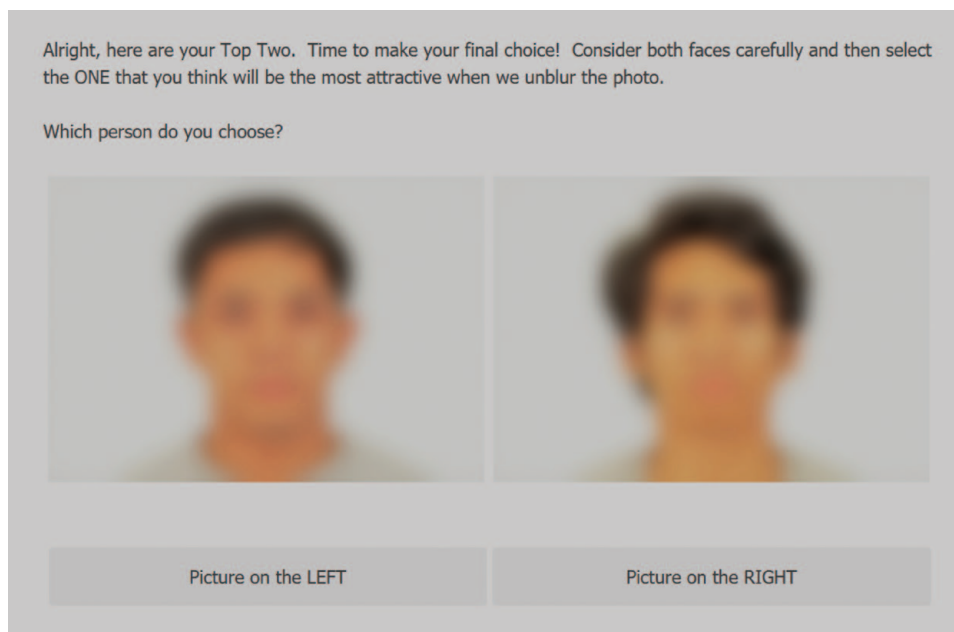 Alright, here are your Top Two.  Time to make your final choice!  Consider both faces carefully and then select
the ONE that you think will be the most attractive when we unblur the photo.
Which person do you choose?
Picture on the LEFT
Picture on the RIGHT